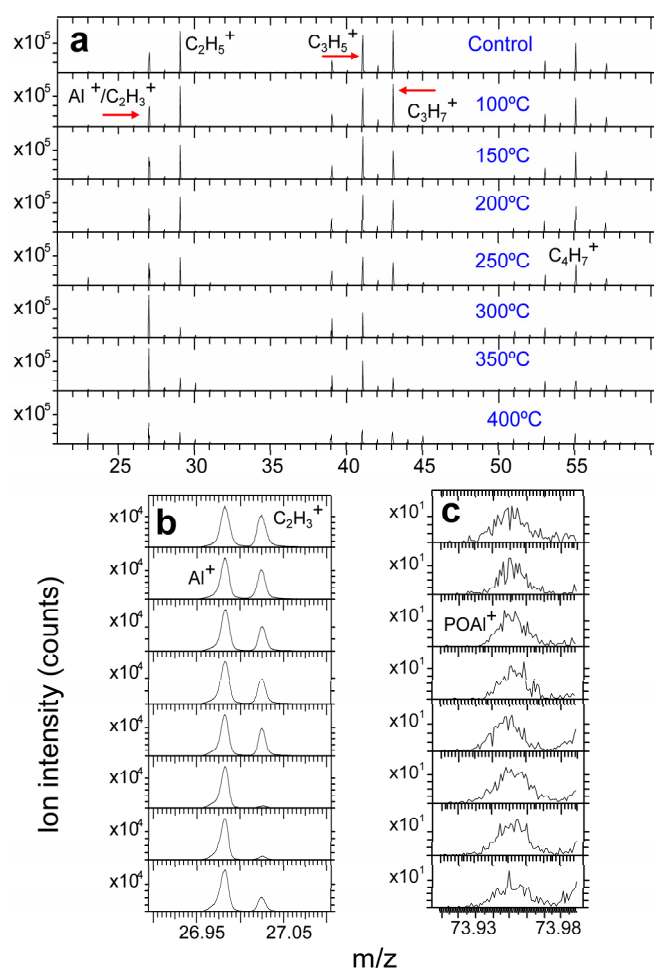 a
x10⁵ C₂H₅⁺ C₃H₅⁺ Control
x10⁵ Al⁺/C₂H₃⁺ C₃H₇⁺ 100ºC
x10⁵ 150ºC
x10⁵ 200ºC
x10⁵ 250ºC C₄H₇⁺
x10⁵ 300ºC
x10⁵ 350ºC
x10⁵ 400ºC
25 30 35 40 45 50 55
b
x10⁴ C₂H₃⁺
x10⁴ Al⁺
x10⁴
x10⁴
x10⁴
x10⁴
x10⁴
x10⁴
26.95 27.05
c
x10¹
x10¹
x10¹ POAl⁺
x10¹
x10¹
x10¹
x10¹
x10¹
73.93 73.98
Ion intensity (counts)
m/z